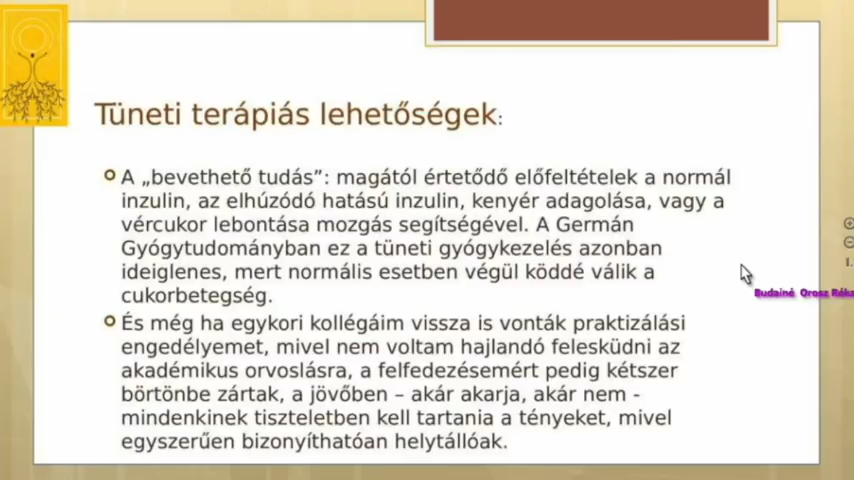 Tüneti terápiás lehetőségek:
A „bevethető tudás”: magától értetődő előfeltételek a normál
inzulin, az elhúzódó hatású inzulin, kenyér adagolása, vagy a
vércukor lebontása mozgás segítségével. A Germán
Gyógytudományban ez a tüneti gyógykezelés azonban
ideiglenes, mert normális esetben végül köddé válik a
cukorbetegség.
És még ha egykori kollégáim vissza is vonták praktizálási
engedélyemet, mivel nem voltam hajlandó felesküdni az
akadémikus orvoslásra, a felfedezésemért pedig kétszer
börtönbe zártak, a jövőben – akár akarja, akár nem -
mindenkinek tiszteletben kell tartania a tényeket, mivel
egyszerűen bizonyíthatóan helytállóak.
Budainé Orosz Réka